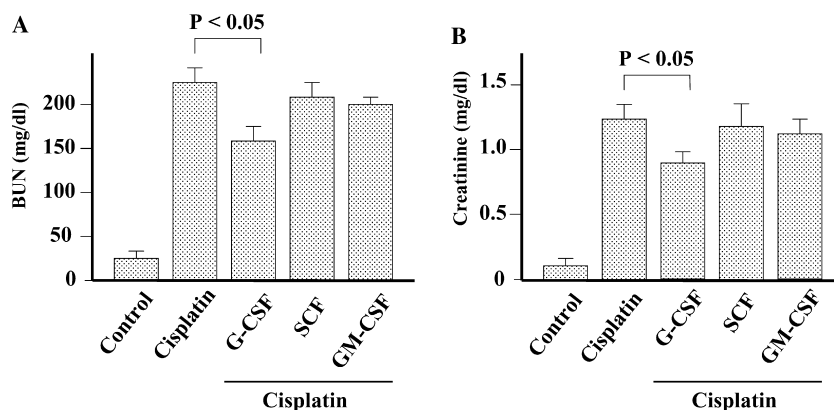 A
P < 0.05
BUN (mg/dl)
200
150
100
50
0
Control
Cisplatin
G-CSF
SCF
GM-CSF
Cisplatin
B
P < 0.05
Creatinine (mg/dl)
1.5
1.0
0.5
0
Control
Cisplatin
G-CSF
SCF
GM-CSF
Cisplatin